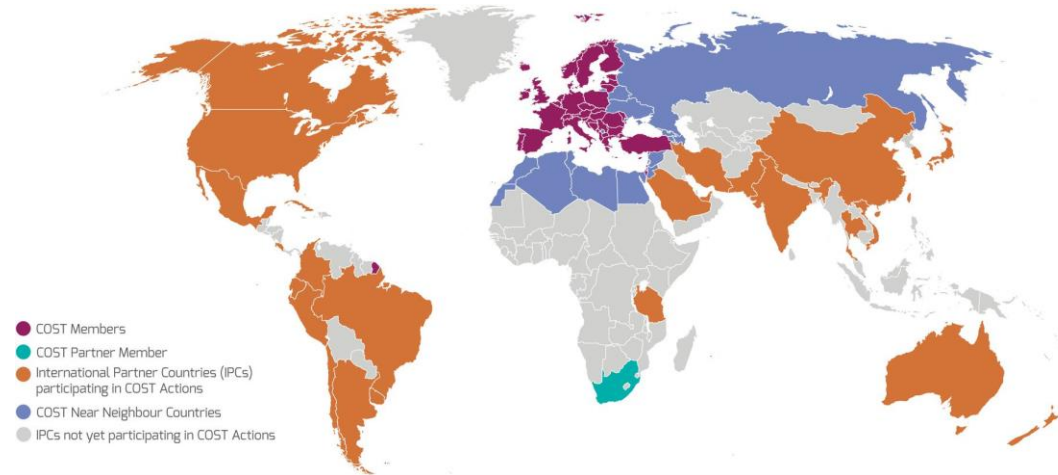 COST Members
COST Partner Member
International Partner Countries (IPCs)
participating in COST Actions
COST Near Neighbour Countries
IPCs not yet participating in COST Actions